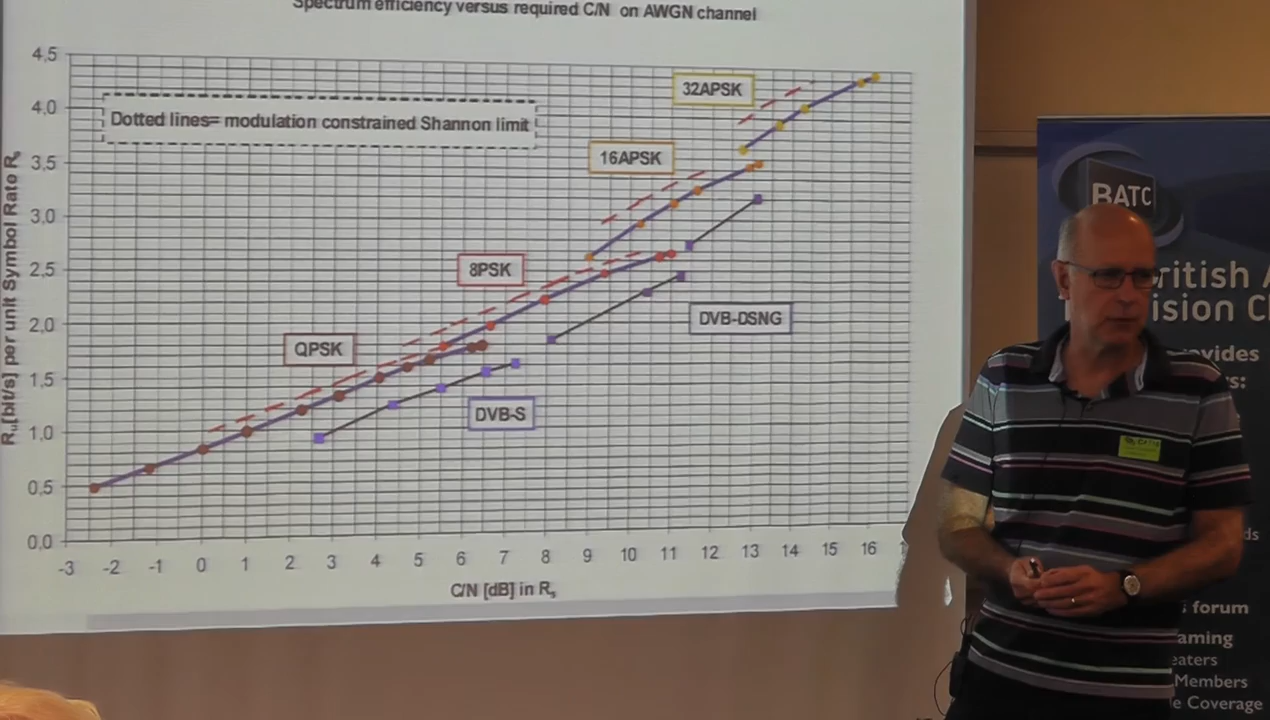 Spectrum efficiency versus required C/N on AWGN channel
4,5
4,0
3,5
3,0
2,5
2,0
1,5
1,0
0,5
0,0
Ru[bit/s] per unit Symbol Rate Rs
Dotted lines= modulation constrained Shannon limit
32APSK
16APSK
8PSK
QPSK
DVB-DSNG
DVB-S
-3 -2 -1 0 1 2 3 4 5 6 7 8 9 10 11 12 13 14 15 16
C/N [dB] in Rs
BATC
ritish A
ision Cl
ovides
s:
ds
forum
aming
eaters
Members
e Coverage